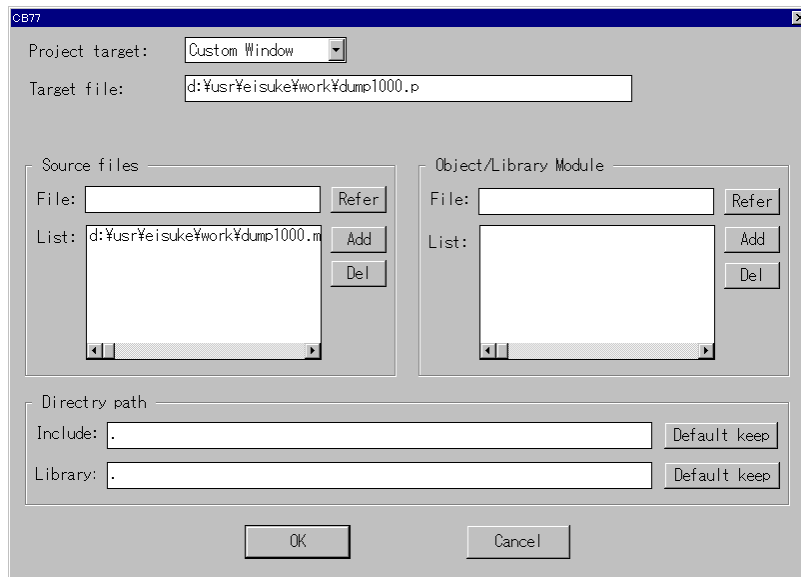 CB77
Project target: Custom Window
Target file: d:¥usr¥eisuke¥work¥dump1000.p
Source files
File: Refer
List: d:¥usr¥eisuke¥work¥dump1000.m Add
Del
Object/Library Module
File: Refer
List: Add
Del
Directry path
Include: . Default keep
Library: . Default keep
OK Cancel